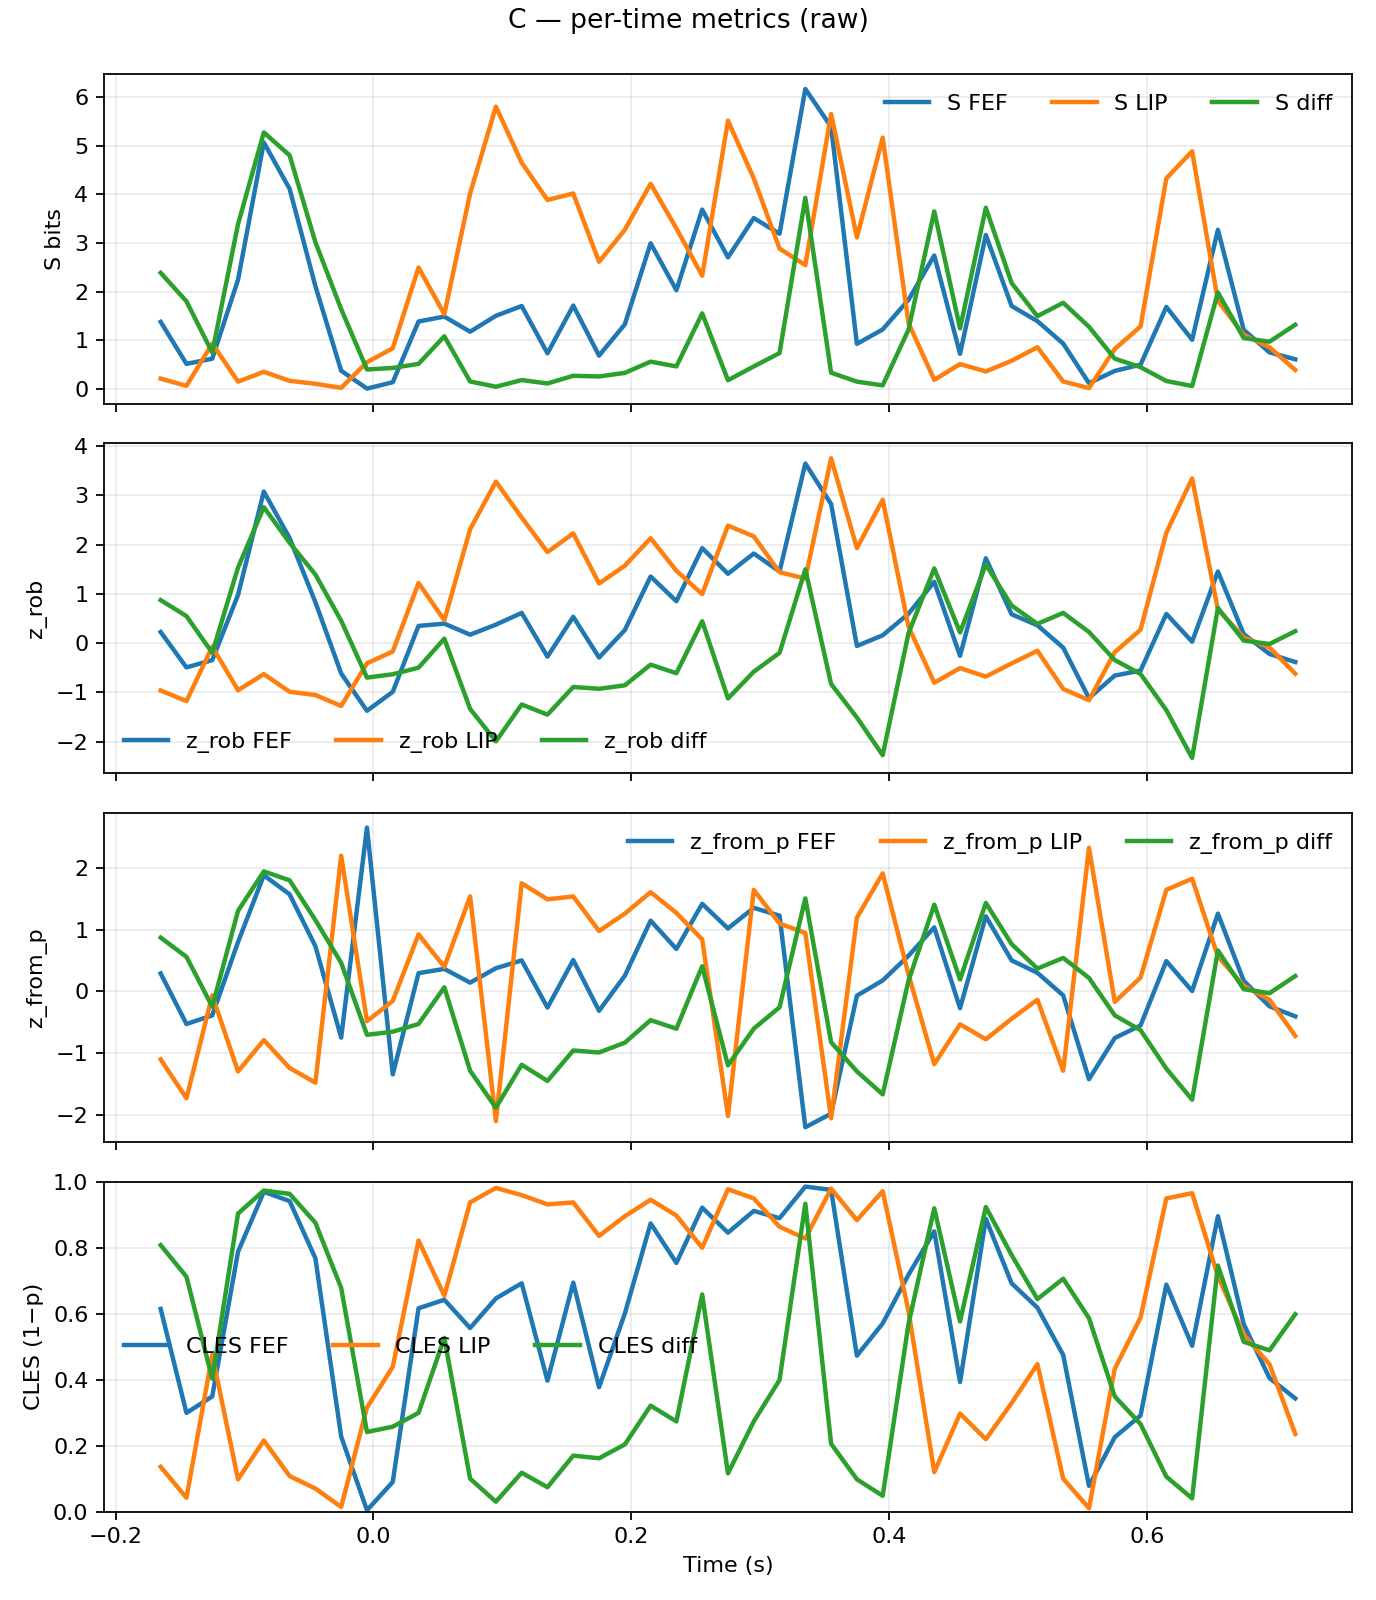 C — per-time metrics (raw)
S FEF S LIP S diff
6
5
4
3
2
1
0
S bits
4
3
2
1
0
−1
−2
z_rob
z_rob FEF z_rob LIP z_rob diff
z_from_p FEF z_from_p LIP z_from_p diff
2
1
0
−1
−2
z_from_p
1.0
0.8
0.6
0.4
0.2
0.0
CLES (1−p)
CLES FEF CLES LIP CLES diff
−0.2 0.0 0.2 0.4 0.6
Time (s)